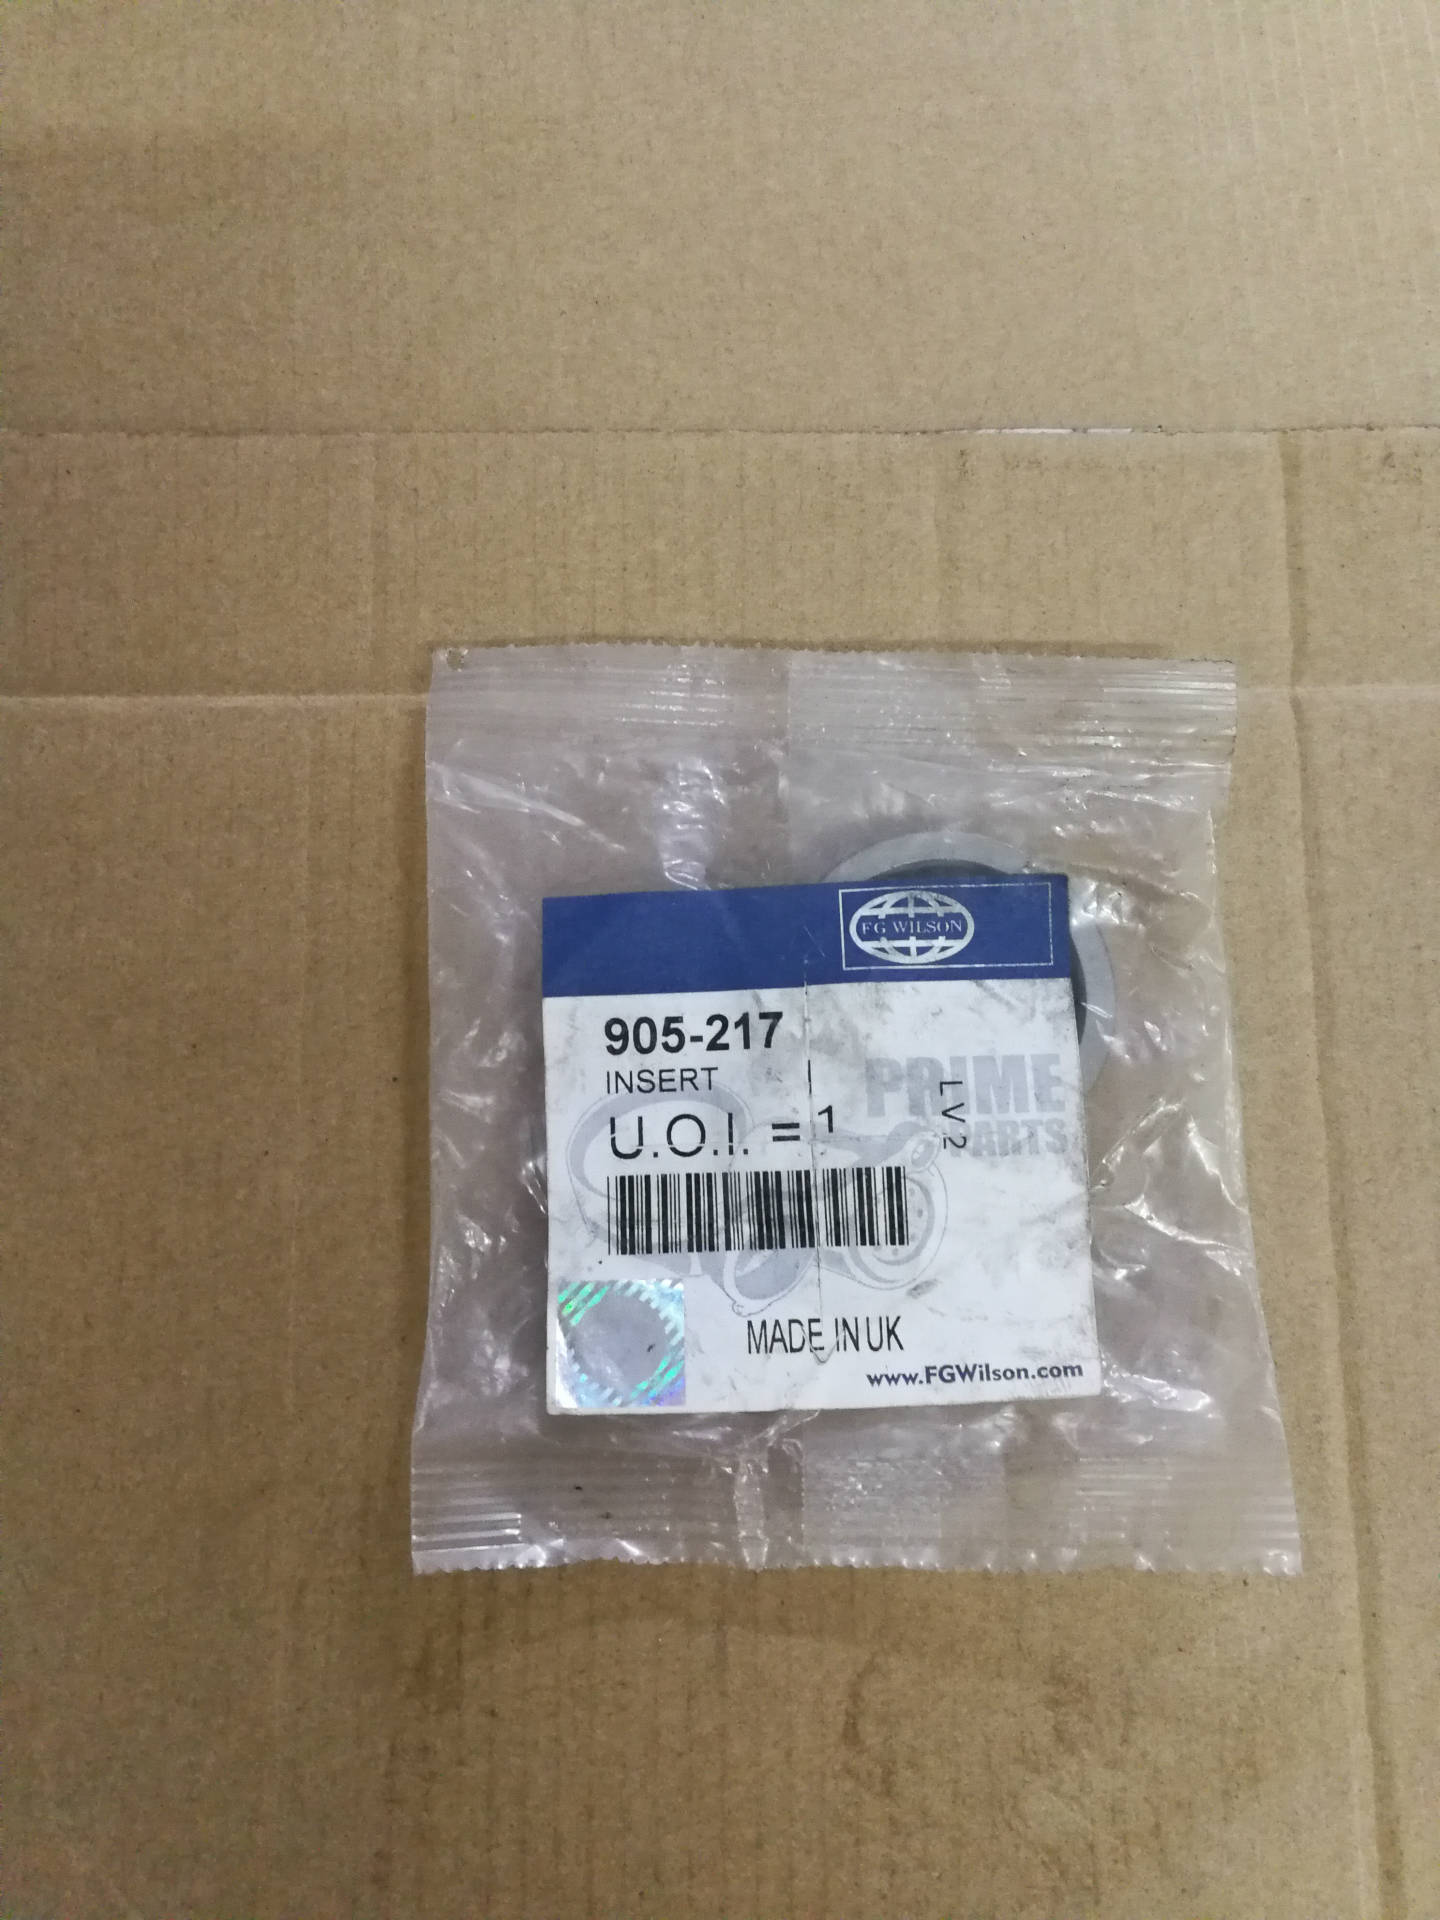 FG WILSON
905-217
INSERT
PRIME
PARTS
LV2
U.O.I. = 1
MADE IN UK
www.FGWilson.com